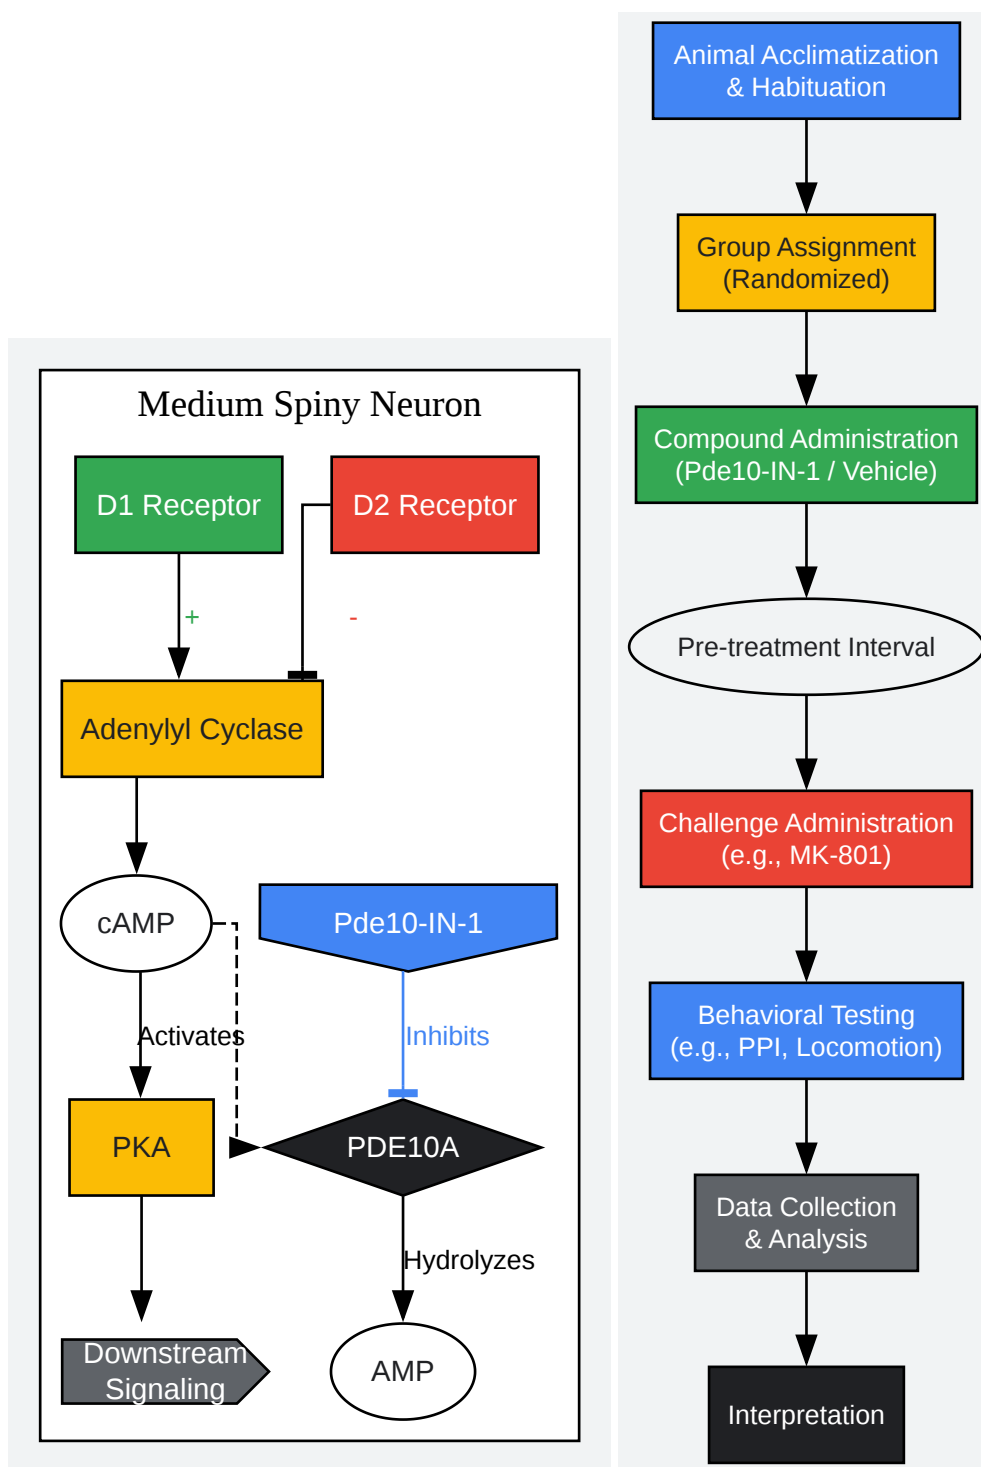 Medium Spiny Neuron
D1 Receptor
D2 Receptor
+
-
Adenylyl Cyclase
cAMP
Pde10-IN-1
Activates
Inhibits
PKA
PDE10A
Hydrolyzes
Downstream
Signaling
AMP
Animal Acclimatization
& Habituation
Group Assignment
(Randomized)
Compound Administration
(Pde10-IN-1 / Vehicle)
Pre-treatment Interval
Challenge Administration
(e.g., MK-801)
Behavioral Testing
(e.g., PPI, Locomotion)
Data Collection
& Analysis
Interpretation